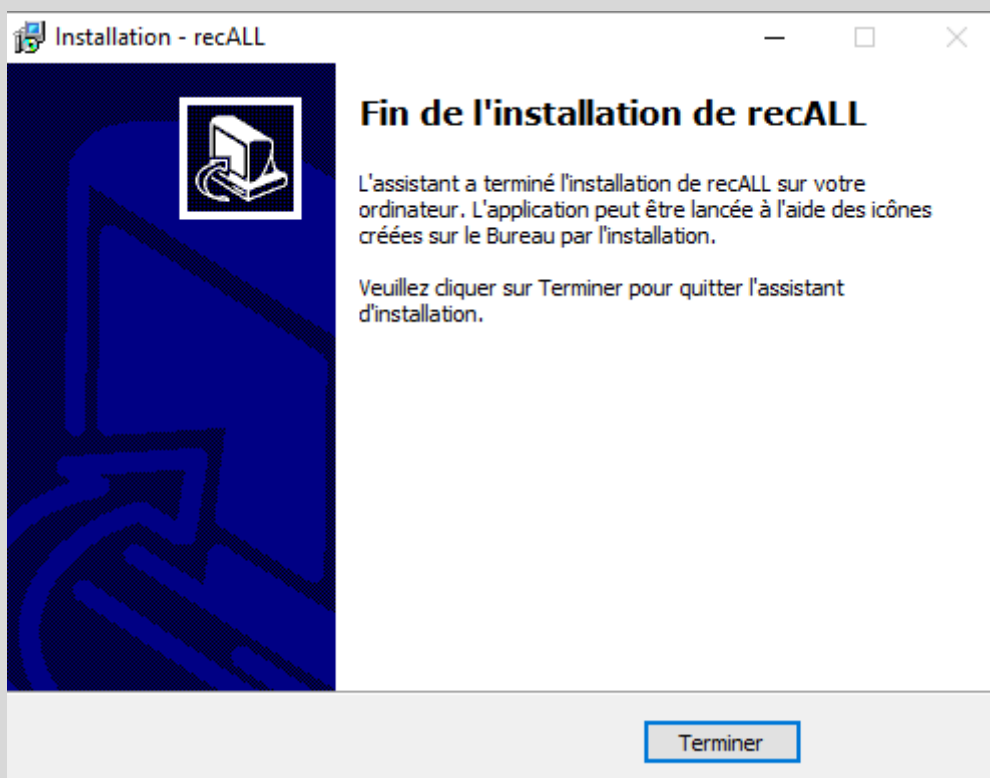 Installation - recALL
Fin de l'installation de recALL
L'assistant a terminé l'installation de recALL sur votre
ordinateur. L'application peut être lancée à l'aide des icônes
créées sur le Bureau par l'installation.
Veuillez cliquer sur Terminer pour quitter l'assistant
d'installation.
Terminer